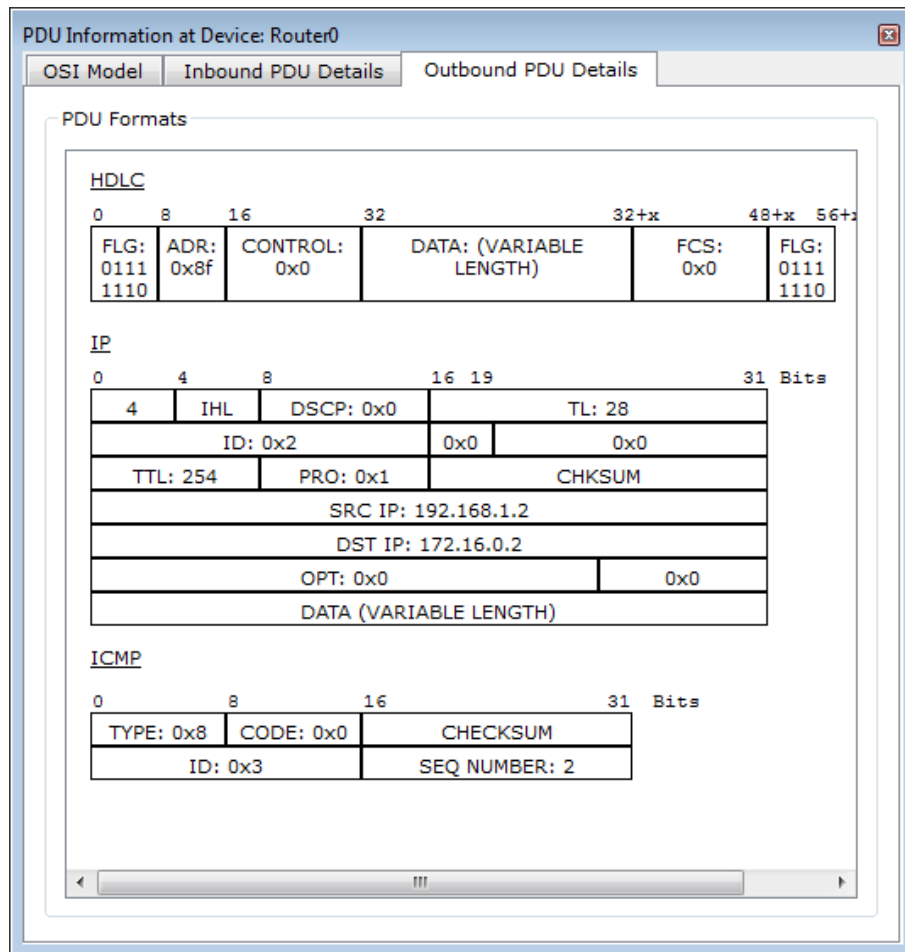 PDU Information at Device: Router0
OSI Model Inbound PDU Details Outbound PDU Details
PDU Formats
HDLC
0 8 16 32 32+x 48+x 56+
FLG: ADR: CONTROL: DATA: (VARIABLE FCS: FLG:
0111 0x8f 0x0 LENGTH) 0x0 0111
1110 1110
IP
0 4 8 16 19 31 Bits
4 IHL DSCP: 0x0 TL: 28
ID: 0x2 0x0 0x0
TTL: 254 PRO: 0x1 CHKSUM
SRC IP: 192.168.1.2
DST IP: 172.16.0.2
OPT: 0x0 0x0
DATA (VARIABLE LENGTH)
ICMP
0 8 16 31 Bits
TYPE: 0x8 CODE: 0x0 CHECKSUM
ID: 0x3 SEQ NUMBER: 2